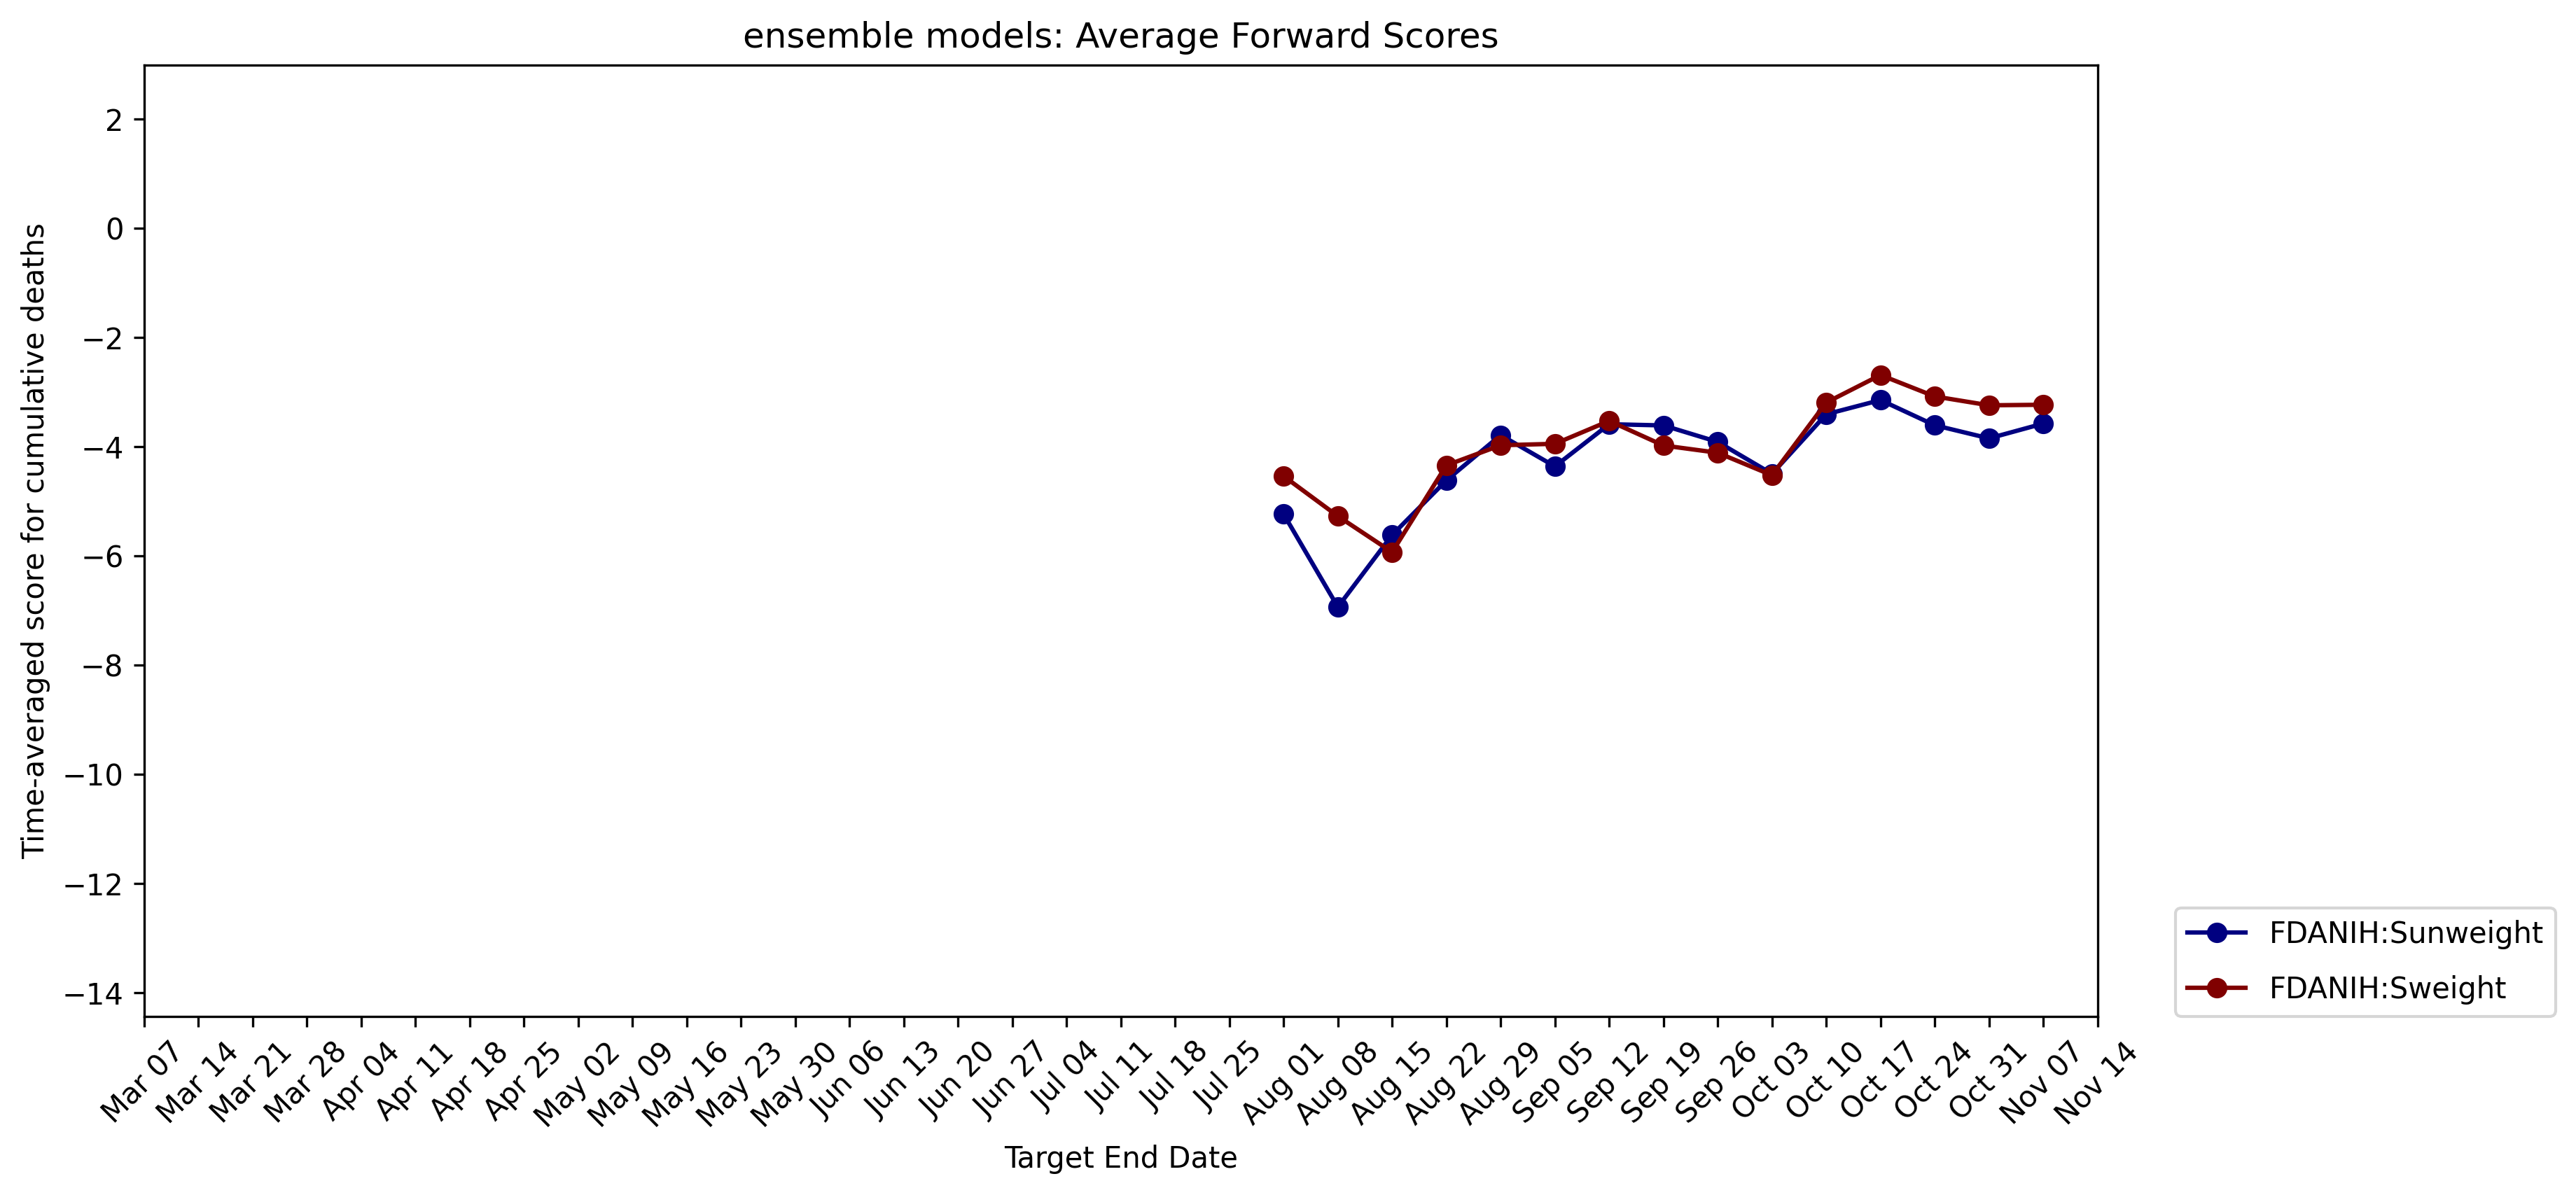 ensemble models: Average Forward Scores
Time-averaged score for cumulative deaths
2
0
−2
−4
−6
−8
−10
−12
−14
Mar 07
Mar 14
Mar 21
Mar 28
Apr 04
Apr 11
Apr 18
Apr 25
May 02
May 09
May 16
May 23
May 30
Jun 06
Jun 13
Jun 20
Jun 27
Jul 04
Jul 11
Jul 18
Jul 25
Aug 01
Aug 08
Aug 15
Aug 22
Aug 29
Sep 05
Sep 12
Sep 19
Sep 26
Oct 03
Oct 10
Oct 17
Oct 24
Oct 31
Nov 07
Nov 14
Target End Date
FDANIH:Sunweight
FDANIH:Sweight